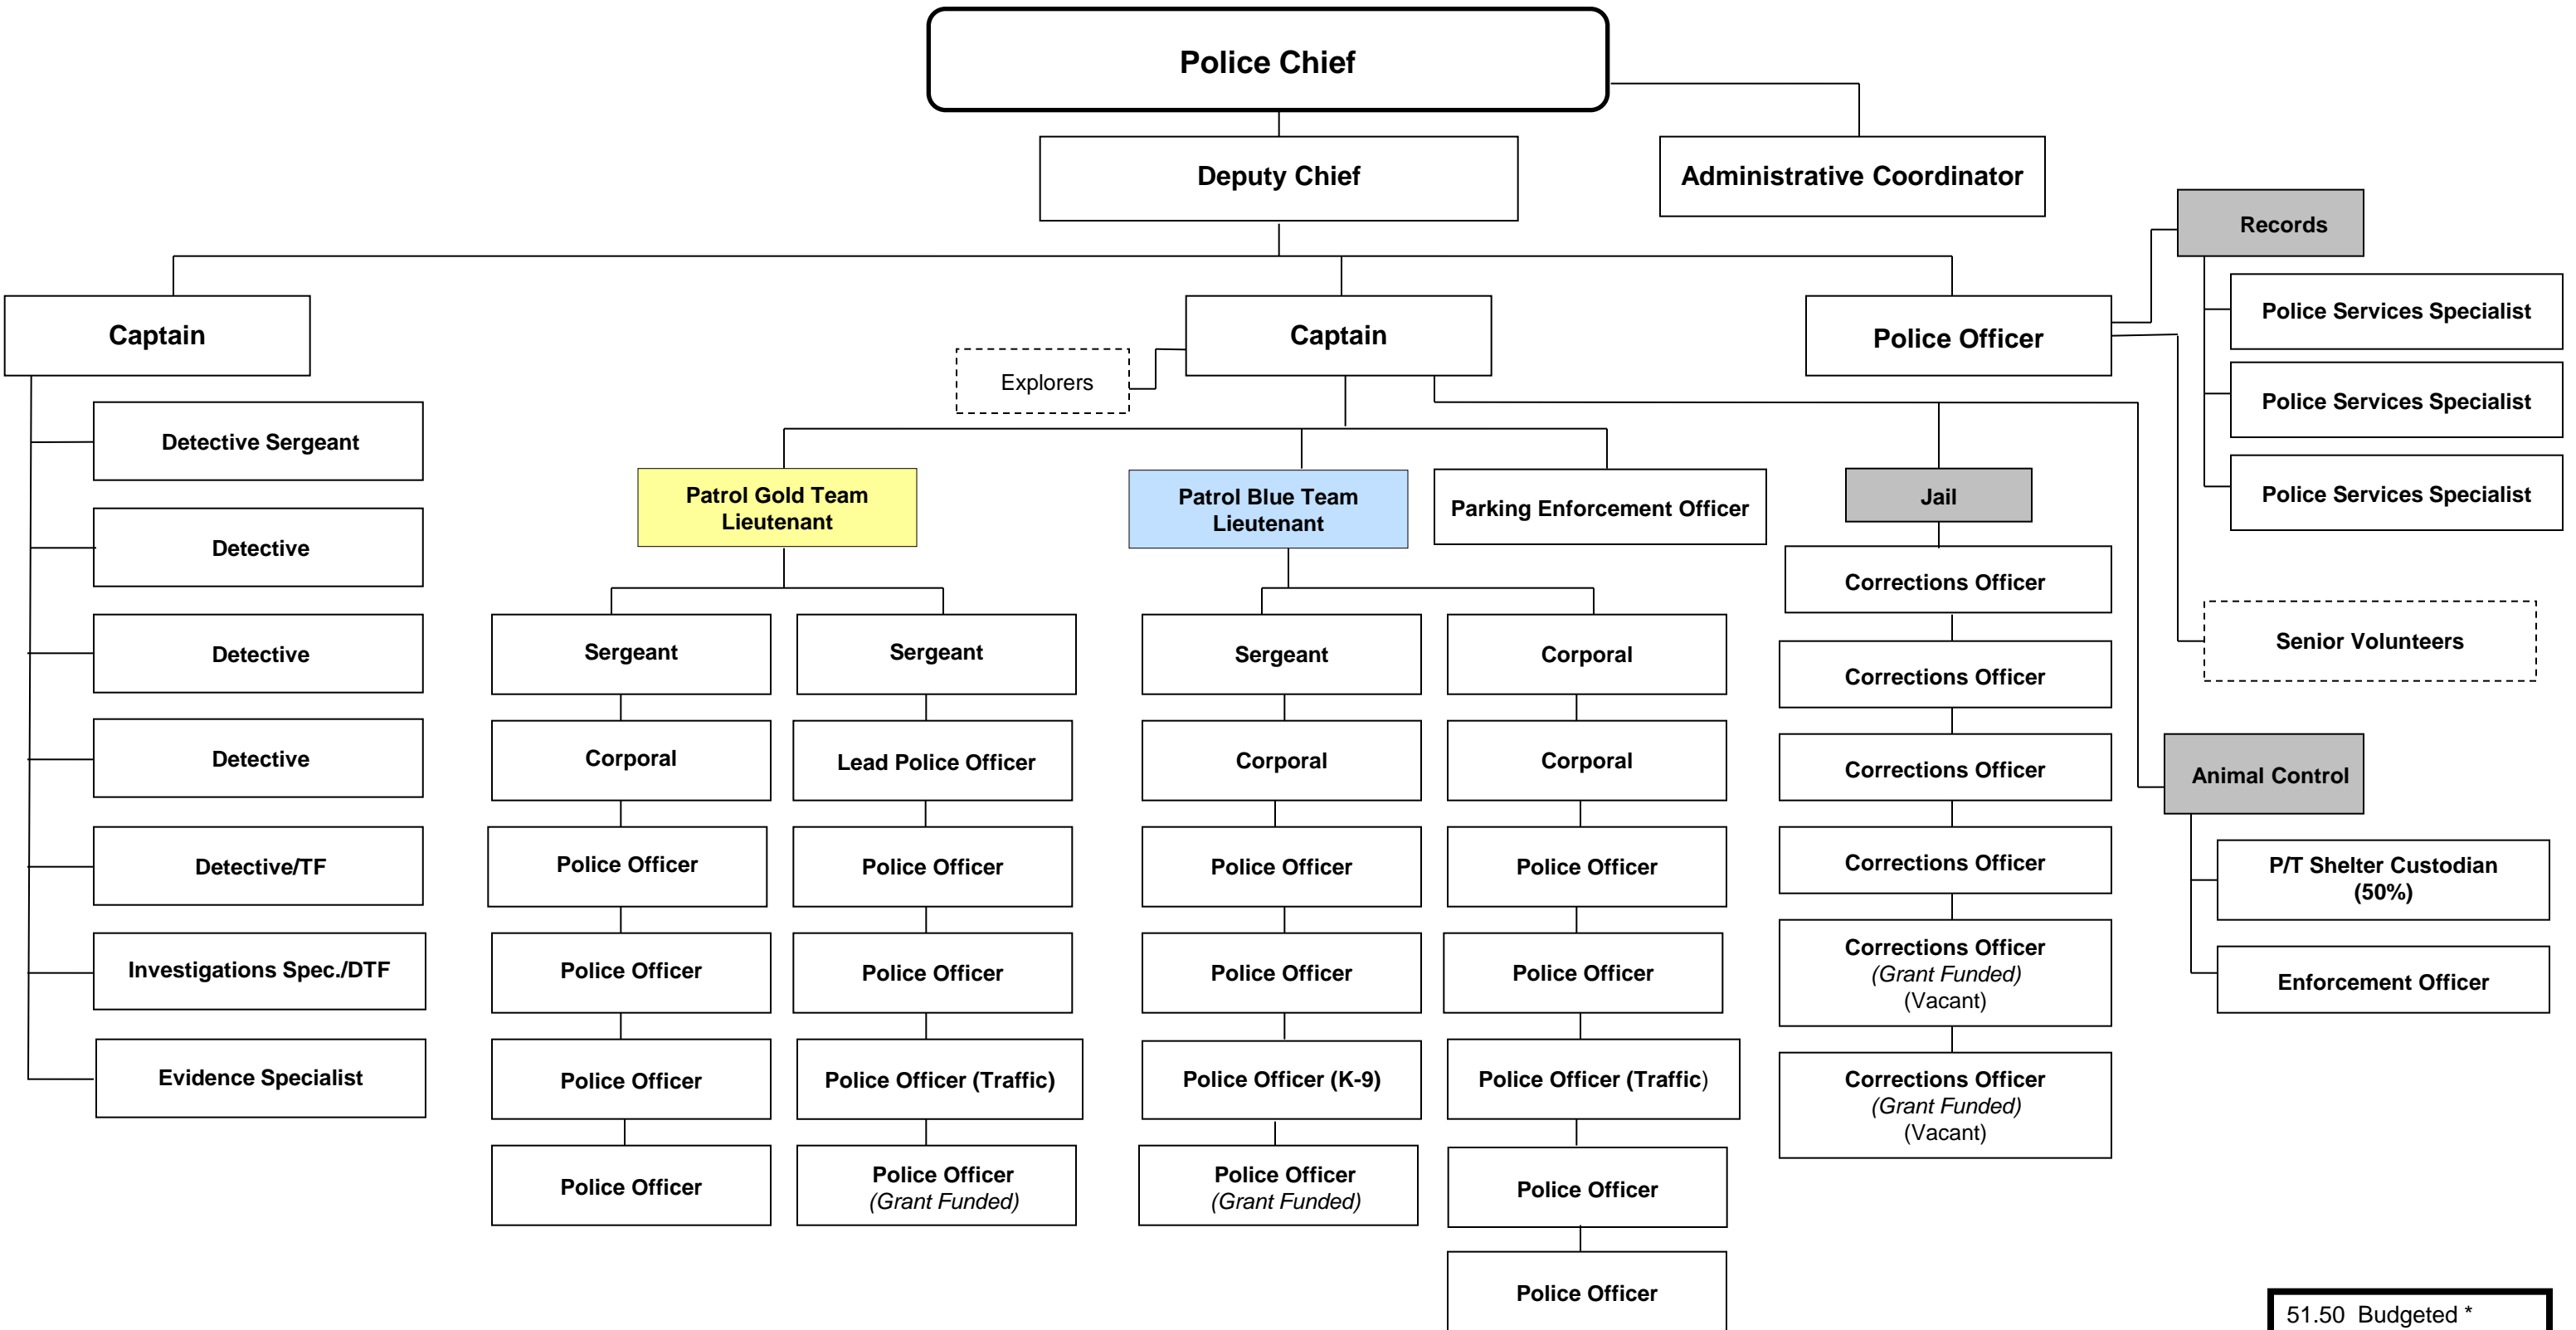 Police Chief
Deputy Chief
Administrative Coordinator
Records
Police Services Specialist
Police Services Specialist
Police Services Specialist
Captain
Captain
Police Officer
Explorers
Senior Volunteers
Detective Sergeant
Detective
Detective
Detective
Detective/TF
Investigations Spec./DTF
Evidence Specialist
Patrol Gold Team
Lieutenant
Sergeant
Corporal
Police Officer
Police Officer
Police Officer
Police Officer
Sergeant
Lead Police Officer
Police Officer
Police Officer
Police Officer (Traffic)
Police Officer
(Grant Funded)
Patrol Blue Team
Lieutenant
Sergeant
Corporal
Police Officer
Police Officer
Police Officer (K-9)
Police Officer
(Grant Funded)
Corporal
Corporal
Police Officer
Police Officer
Police Officer (Traffic)
Police Officer
Police Officer
Parking Enforcement Officer
Jail
Corrections Officer
Corrections Officer
Corrections Officer
Corrections Officer
Corrections Officer
(Grant Funded)
(Vacant)
Corrections Officer
(Grant Funded)
(Vacant)
Animal Control
P/T Shelter Custodian
(50%)
Enforcement Officer
51.50 Budgeted *